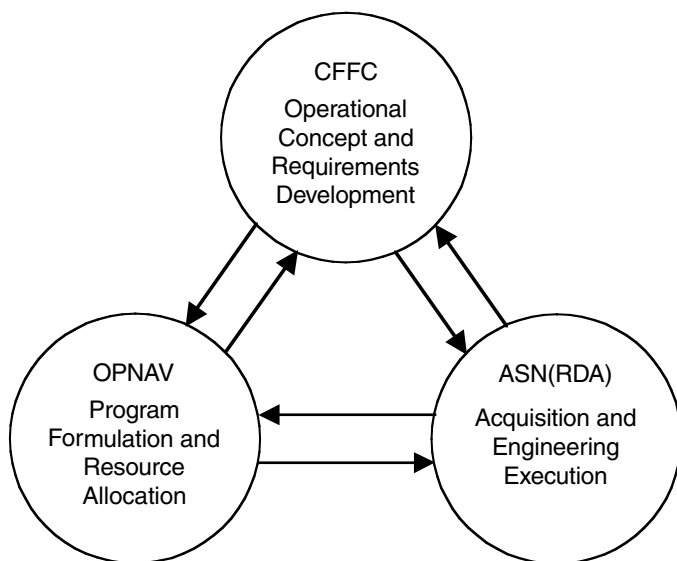 CFFC
Operational
Concept and
Requirements
Development
OPNAV
Program
Formulation and
Resource
Allocation
ASN(RDA)
Acquisition and
Engineering
Execution